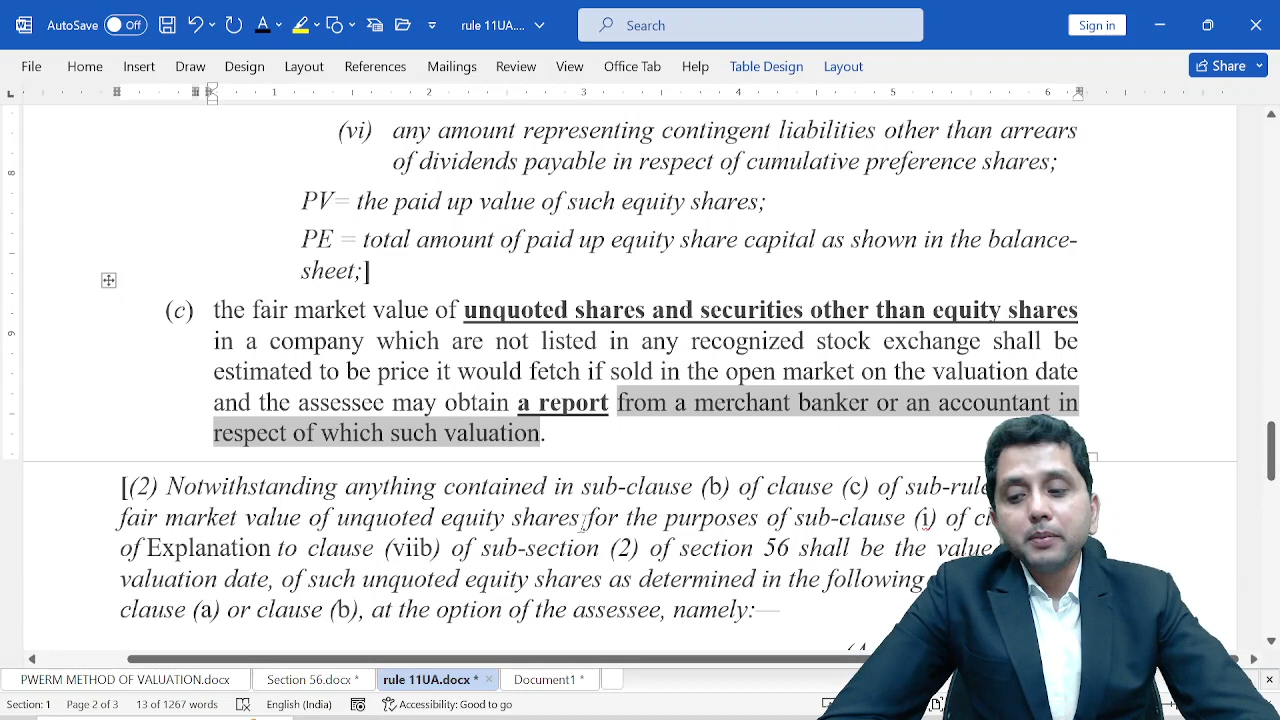 AutoSave Off rule 11UA.... Search Sign in
File Home Insert Draw Design Layout References Mailings Review View Office Tab Help Table Design Layout Share
1 2 3 4 5 6
(vi) any amount representing contingent liabilities other than arrears
of dividends payable in respect of cumulative preference shares;
PV= the paid up value of such equity shares;
PE = total amount of paid up equity share capital as shown in the balance-
sheet;]
(c) the fair market value of unquoted shares and securities other than equity shares
in a company which are not listed in any recognized stock exchange shall be
estimated to be price it would fetch if sold in the open market on the valuation date
and the assessee may obtain a report from a merchant banker or an accountant in
respect of which such valuation.
[(2) Notwithstanding anything contained in sub-clause (b) of clause (c) of sub-rule
fair market value of unquoted equity shares for the purposes of sub-clause (i) of
of Explanation to clause (viib) of sub-section (2) of section 56 shall be the value
valuation date, of such unquoted equity shares as determined in the following
clause (a) or clause (b), at the option of the assessee, namely:—
PWERM METHOD OF VALUATION.docx Section 56.docx * rule 11UA.docx * Document1 *
Section: 1 Page 2 of 3 13 of 1267 words English (India) Accessibility: Good to go